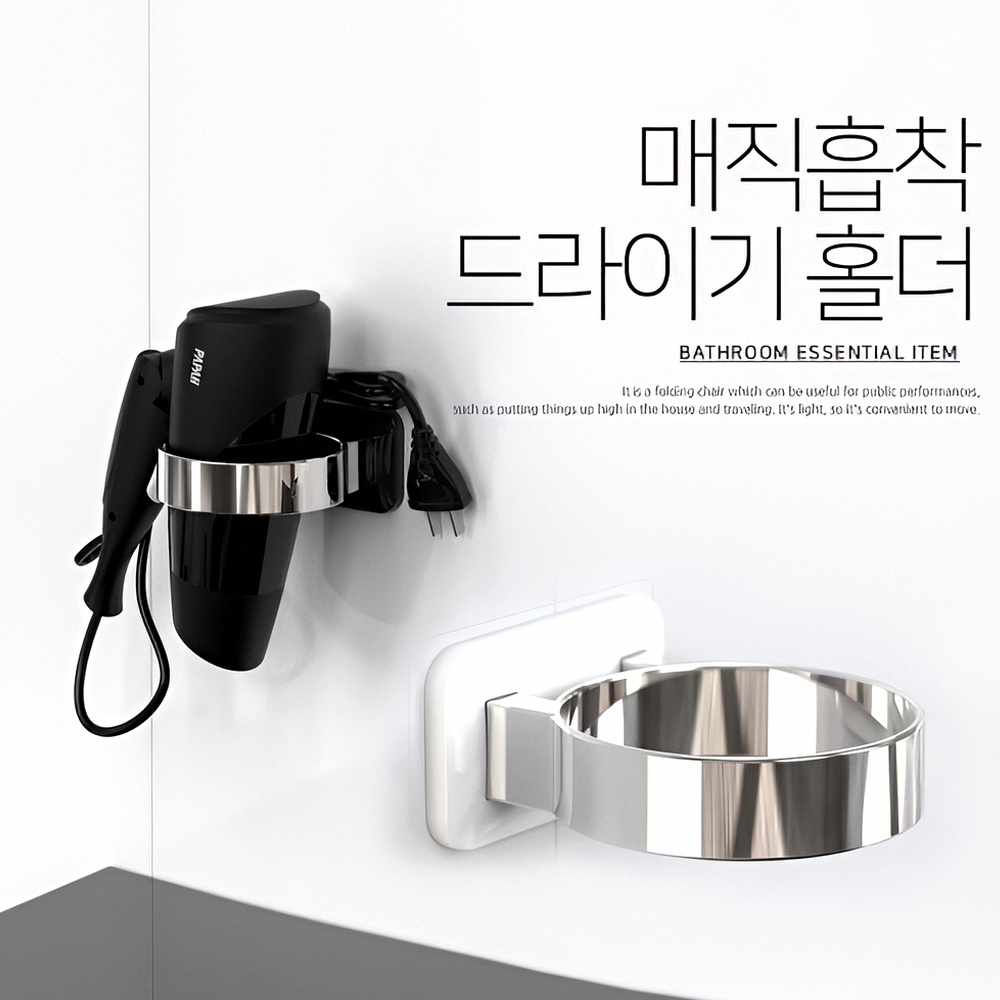 매직흡착
드라이기 홀더
BATHROOM ESSENTIAL ITEM
It is a folding chair which can be useful for public performances,
such as putting things up high in the house and traveling. It's light, so it's convenient to move.